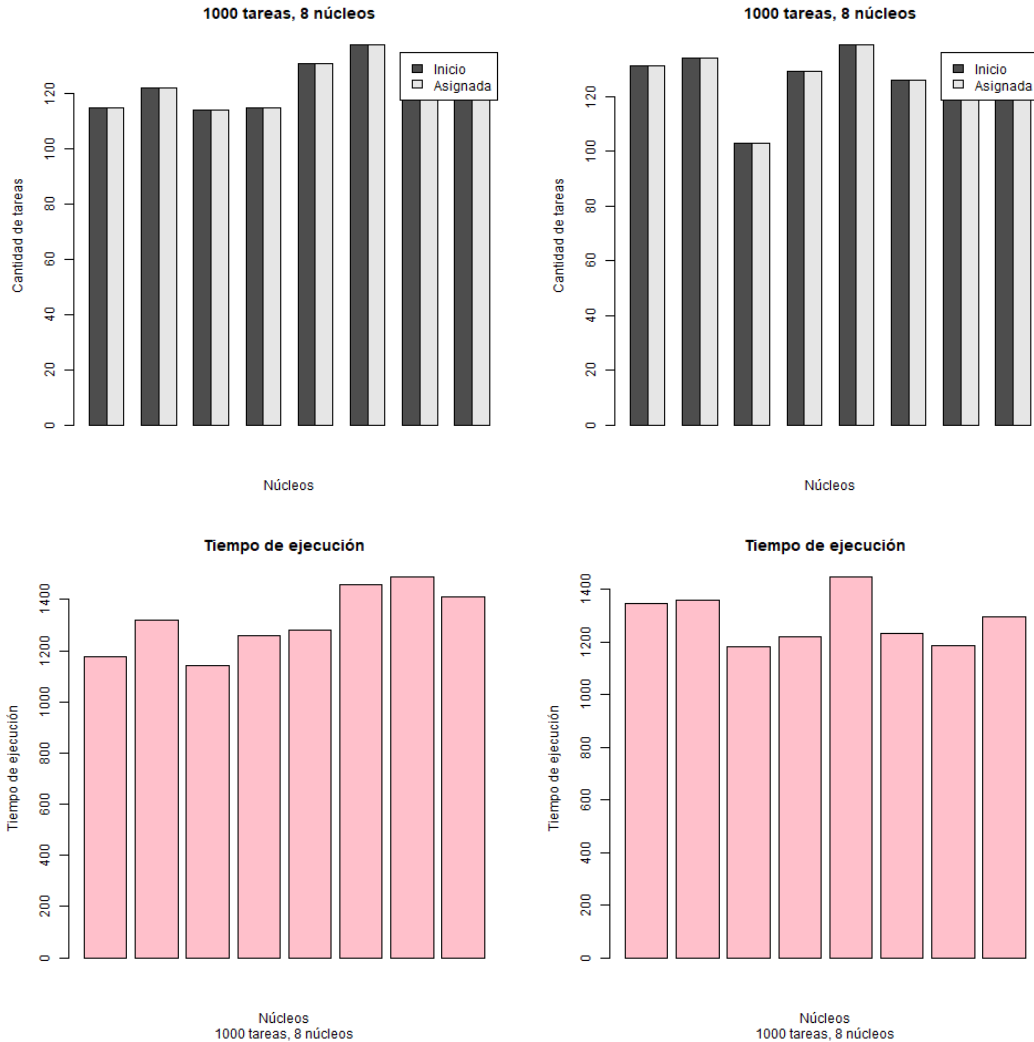 1000 tareas, 8 núcleos
Cantidad de tareas
0
20
40
60
80
100
120
Inicio
Asignada
Núcleos
1000 tareas, 8 núcleos
Cantidad de tareas
0
20
40
60
80
100
120
Inicio
Asignada
Núcleos
Tiempo de ejecución
Tiempo de ejecución
0
200
400
600
800
1000
1200
1400
Núcleos
1000 tareas, 8 núcleos
Tiempo de ejecución
Tiempo de ejecución
0
200
400
600
800
1000
1200
1400
Núcleos
1000 tareas, 8 núcleos